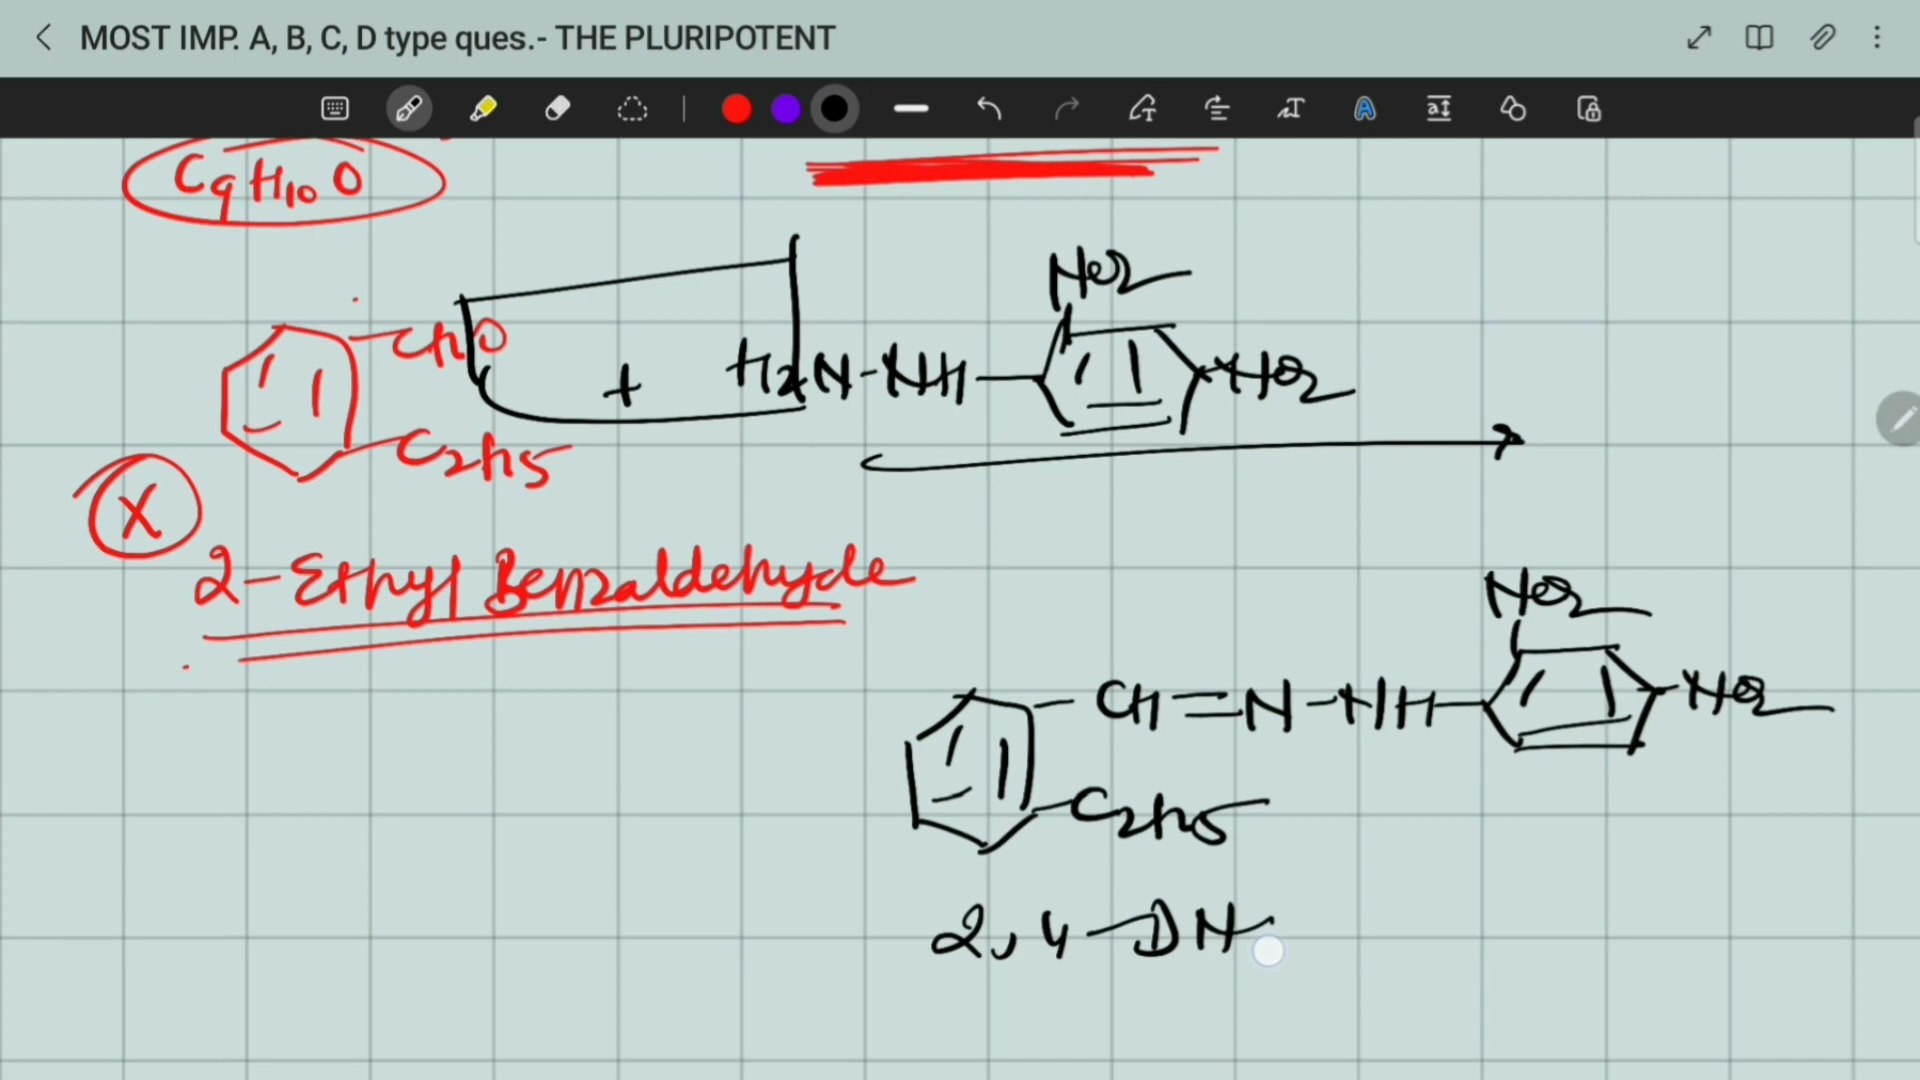 MOST IMP. A, B, C, D type ques.- THE PLURIPOTENT
C9H10O
NO2
CHO + H2N-NH NO2
C2H5
X
2-Ethyl Benzaldehyde
NO2
CH=N-NH NO2
C2H5
2,4-DN